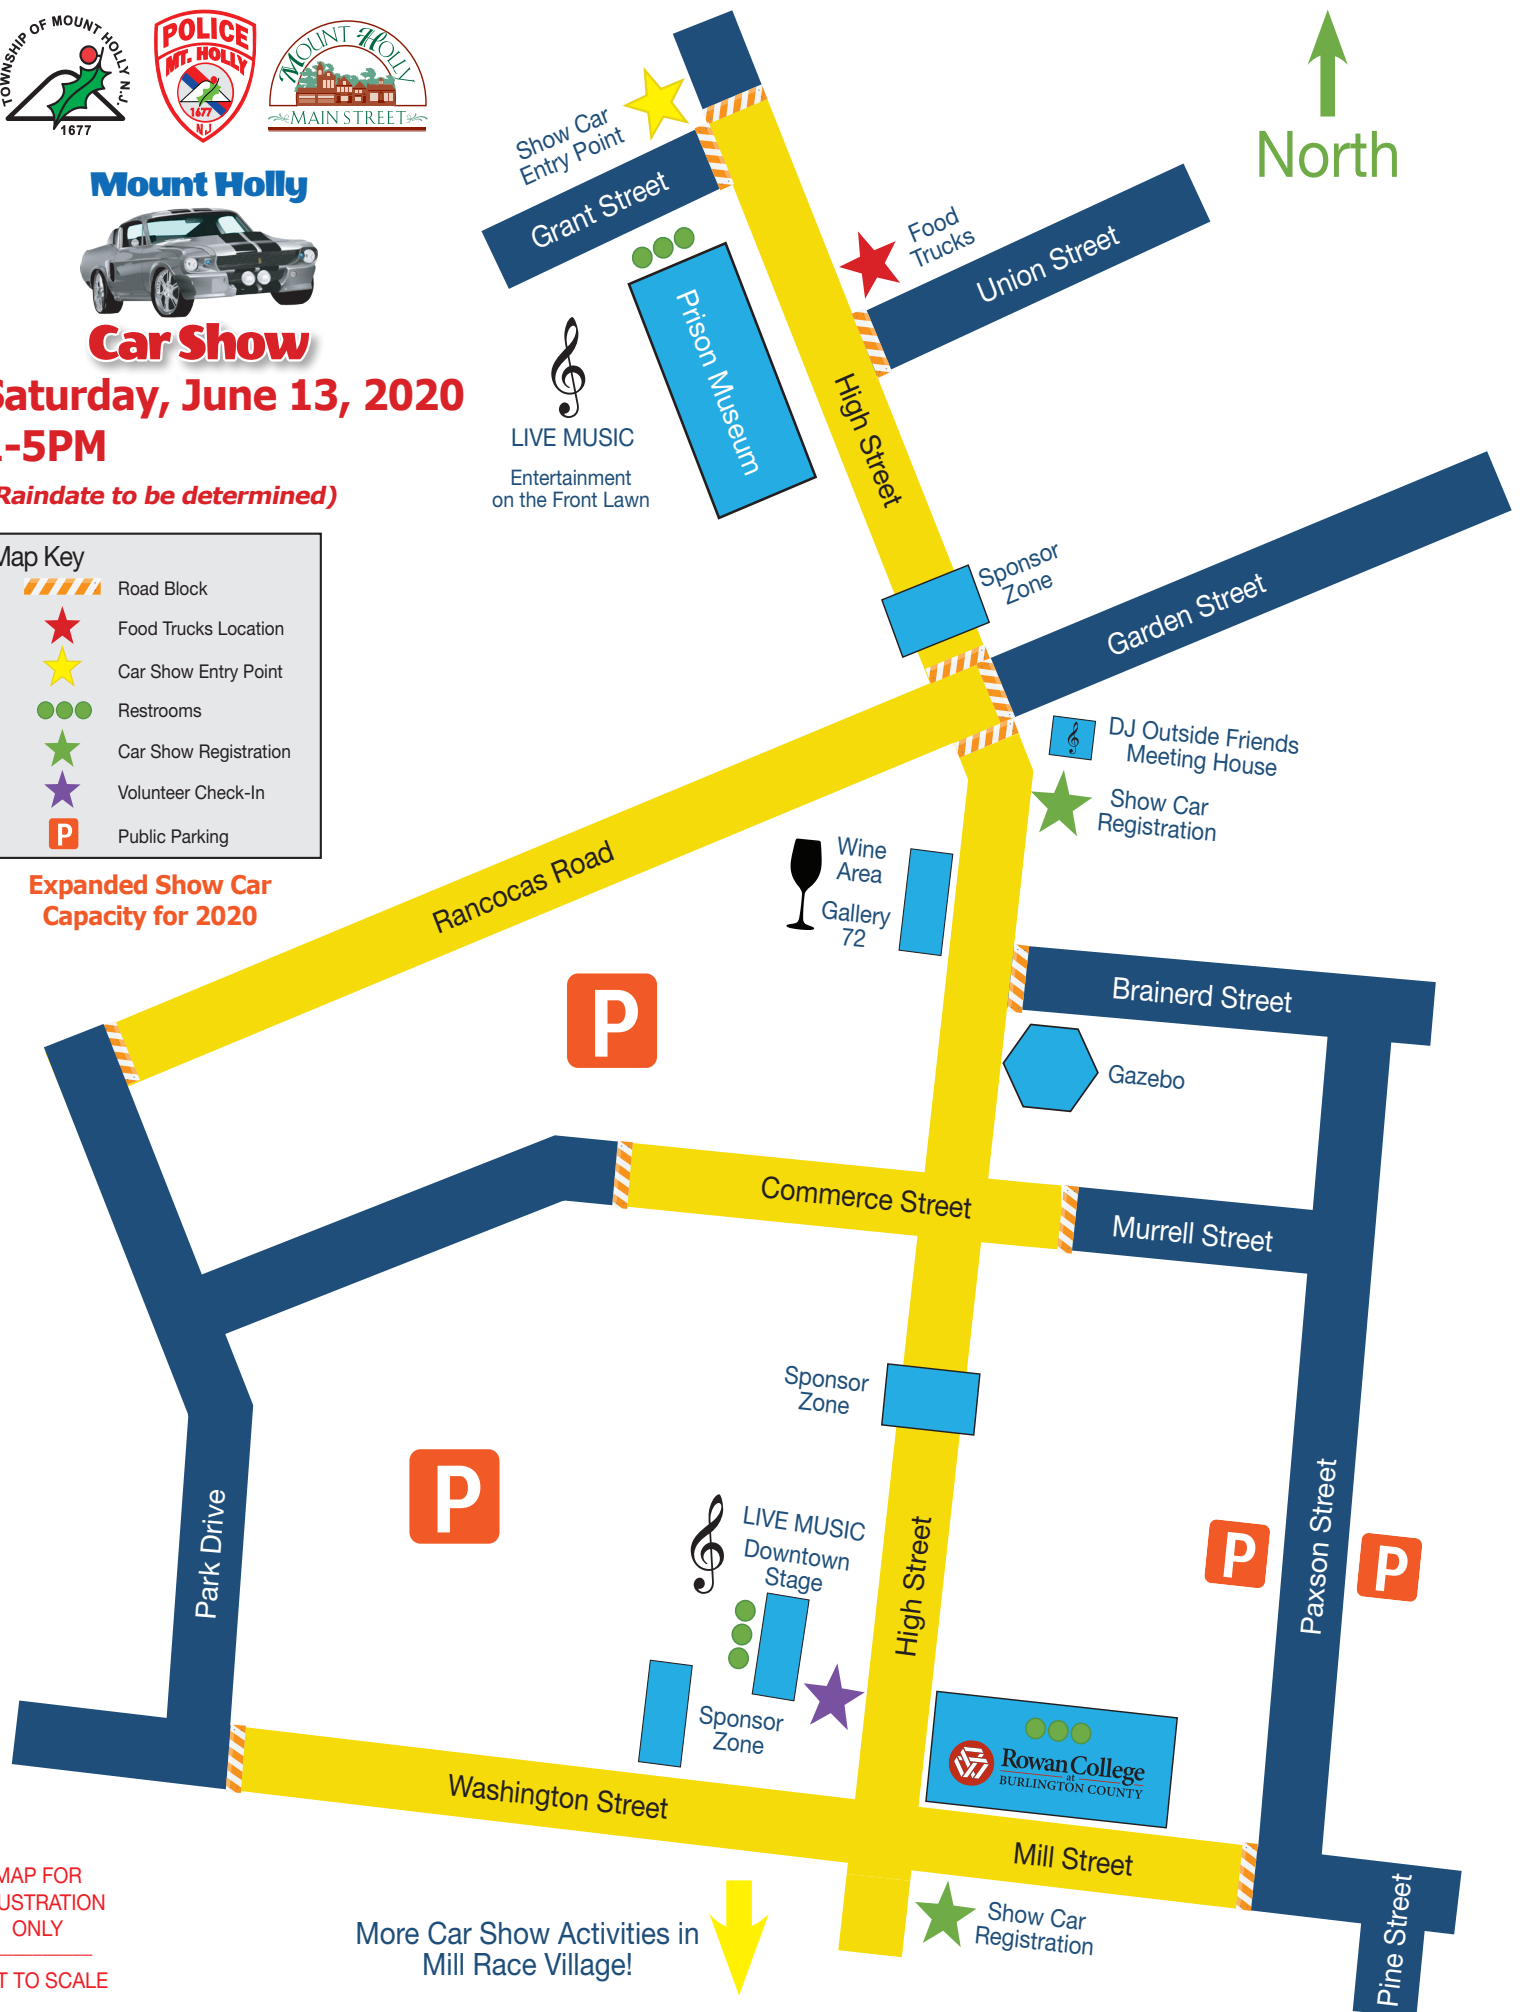 TOWNSHIP OF MOUNT HOLLY N.J.
1677
POLICE
MT. HOLLY
1677
NJ
MOUNT HOLLY
MAIN STREET
Mount Holly
Car Show
Saturday, June 13, 2020
-5PM
Raindate to be determined)
Map Key
Road Block
Food Trucks Location
Car Show Entry Point
Restrooms
Car Show Registration
Volunteer Check-In
P
Public Parking
Expanded Show Car
Capacity for 2020
North
Show Car
Entry Point
Grant Street
Food
Trucks
Union Street
Prison Museum
High Street
LIVE MUSIC
Entertainment
on the Front Lawn
Sponsor
Zone
Garden Street
DJ Outside Friends
Meeting House
Show Car
Registration
Rancocas Road
Wine
Area
Gallery
72
P
Brainerd Street
Gazebo
Commerce Street
Murrell Street
Sponsor
Zone
P
LIVE MUSIC
Downtown
Stage
High Street
P
P
Paxson Street
Park Drive
Sponsor
Zone
Rowan College
at
BURLINGTON COUNTY
Washington Street
Mill Street
Show Car
Registration
Pine Street
More Car Show Activities in
Mill Race Village!
MAP FOR
USTRATION
ONLY
T TO SCALE